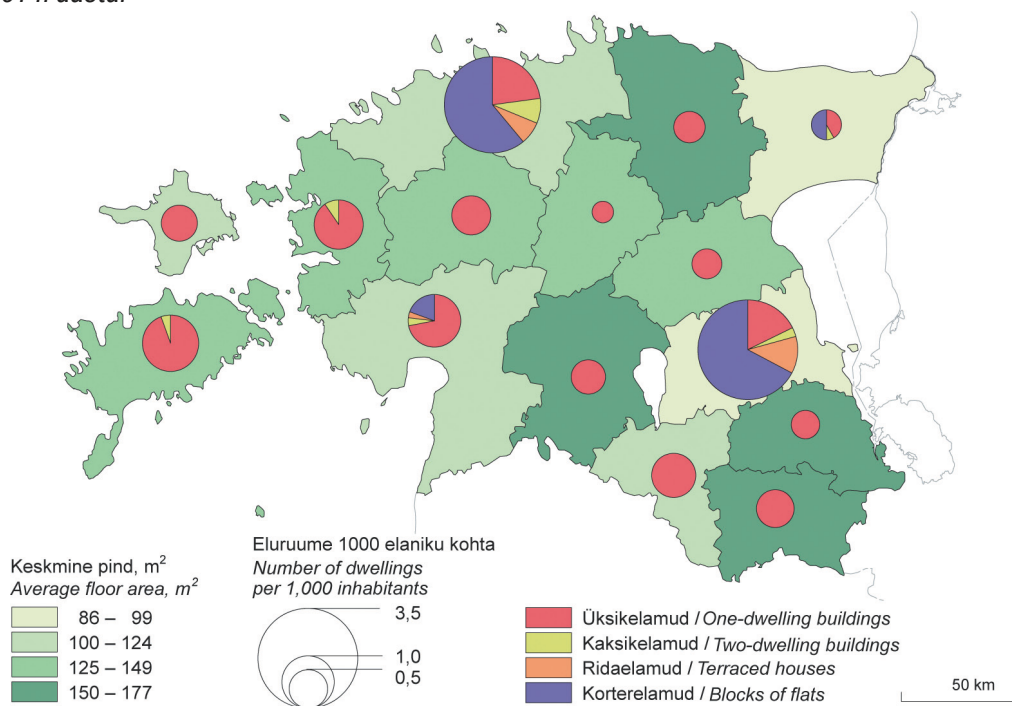 Keskmine pind, m²
Average floor area, m²
86 – 99
100 – 124
125 – 149
150 – 177
Eluruume 1000 elaniku kohta
Number of dwellings
per 1,000 inhabitants
3,5
1,0
0,5
Üksikelamud / One-dwelling buildings
Kaksikelamud / Two-dwelling buildings
Ridaelamud / Terraced houses
Korterelamud / Blocks of flats
50 km